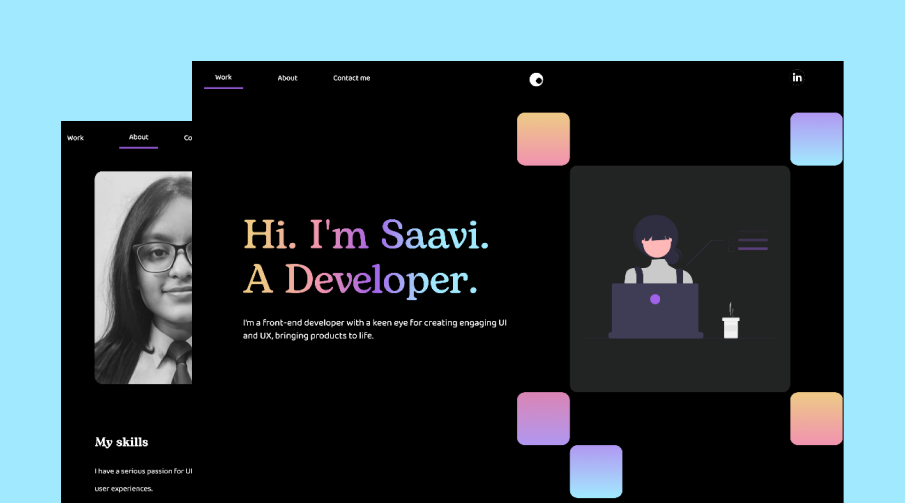 Work
About
Contact me
in
Hi. I'm Saavi.
A Developer.
I'm a front-end developer with a keen eye for creating engaging UI
and UX, bringing products to life.
Work
About
Co
My skills
I have a serious passion for UI
user experiences.